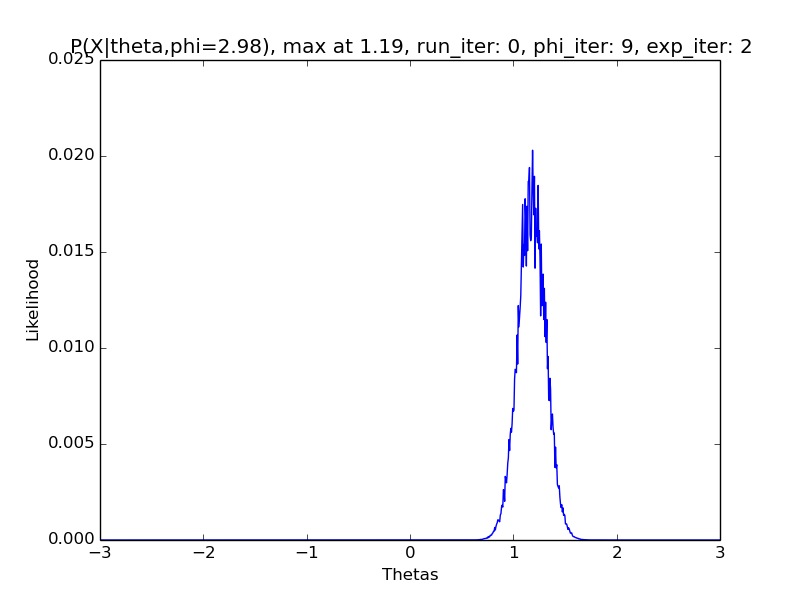 P(X|theta,phi=2.98), max at 1.19, run_iter: 0, phi_iter: 9, exp_iter: 2
0.025
0.020
0.015
0.010
0.005
0.000
Likelihood
−3 −2 −1 0 1 2 3
Thetas